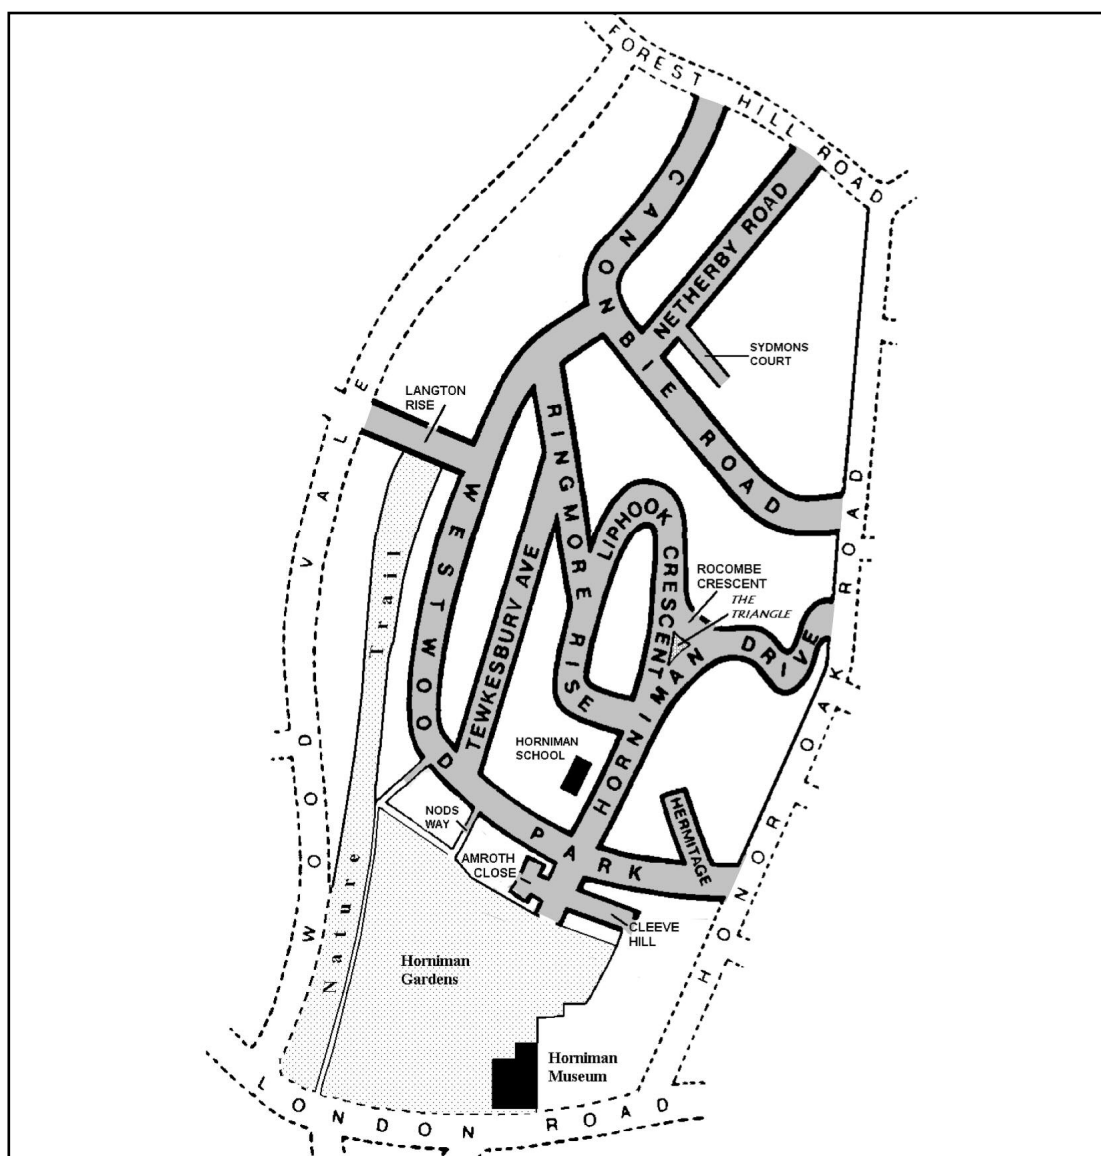 FOREST HILL ROAD
CANONBIE ROAD
NETHERBY ROAD
SYDMONS
COURT
LANGTON
RISE
WOODVALE
RINGMORE RISE
LIPHOOK CRESCENT
WESTWOOD PARK
TEWKESBURY AVE
ROCOMBE
CRESCENT
THE
TRIANGLE
HORNIMAN DRIVE
HONOR OAK ROAD
Nature Trail
HORNIMAN
SCHOOL
NODS
WAY
HERMITAGE
AMROTH
CLOSE
CLEEVE
HILL
Horniman
Gardens
Horniman
Museum
LONDON ROAD